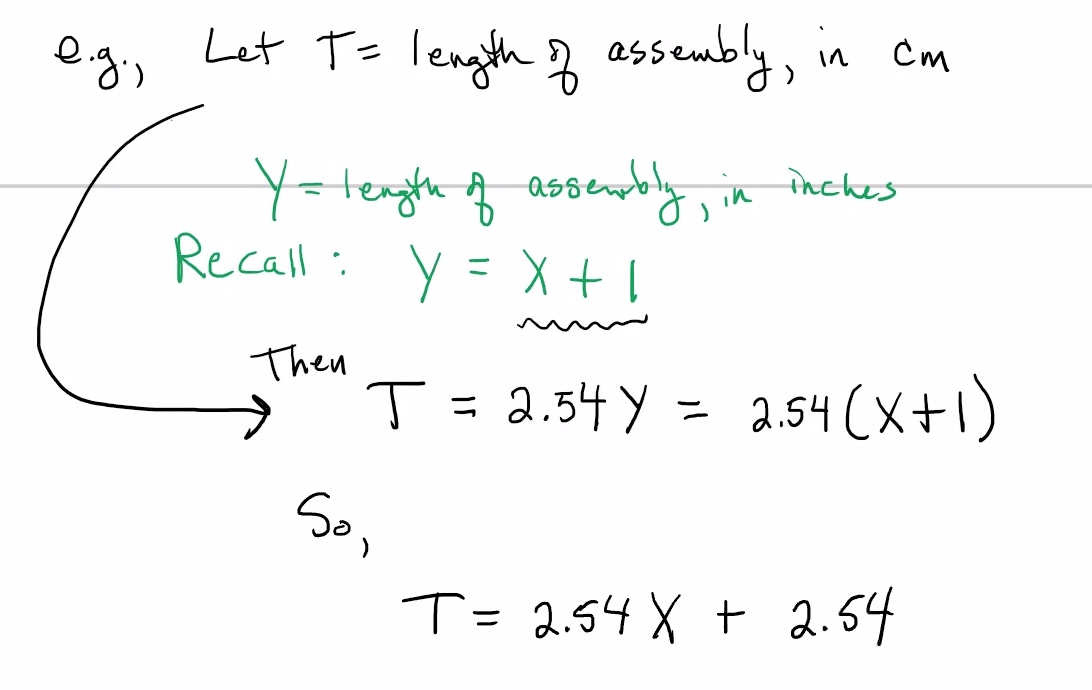 e.g., Let T = length of assembly, in cm
Y = length of assembly, in inches
Recall: Y = X + 1
Then T = 2.54Y = 2.54(X+1)
So,
T = 2.54X + 2.54